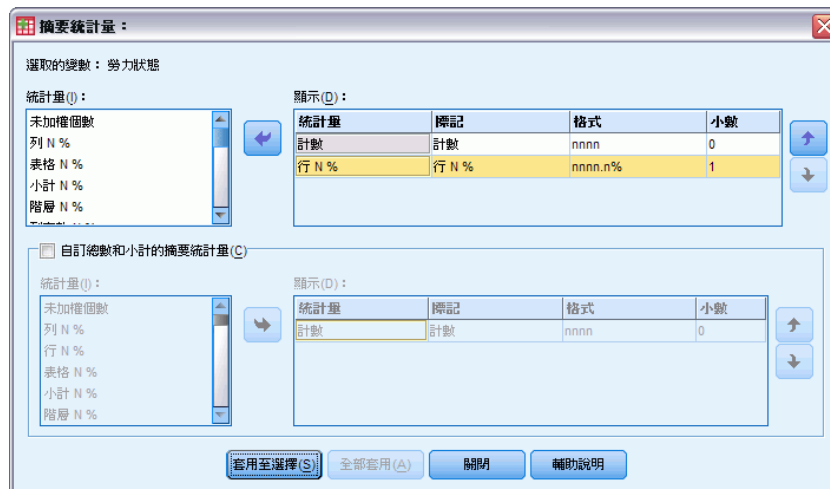 摘要統計量：
選取的變數： 勞力狀態
統計量(I)：
未加權個數
列 N %
表格 N %
小計 N %
階層 N %
顯示(D)：
統計量 標記 格式 小數
計數 計數 nnnn 0
行 N % 行 N % nnnn.n% 1
自訂總數和小計的摘要統計量(C)
統計量(I)：
未加權個數
列 N %
行 N %
表格 N %
小計 N %
階層 N %
顯示(D)：
統計量 標記 格式 小數
計數 計數 nnnn 0
套用至選擇(S) 全部套用(A) 關閉 輔助說明